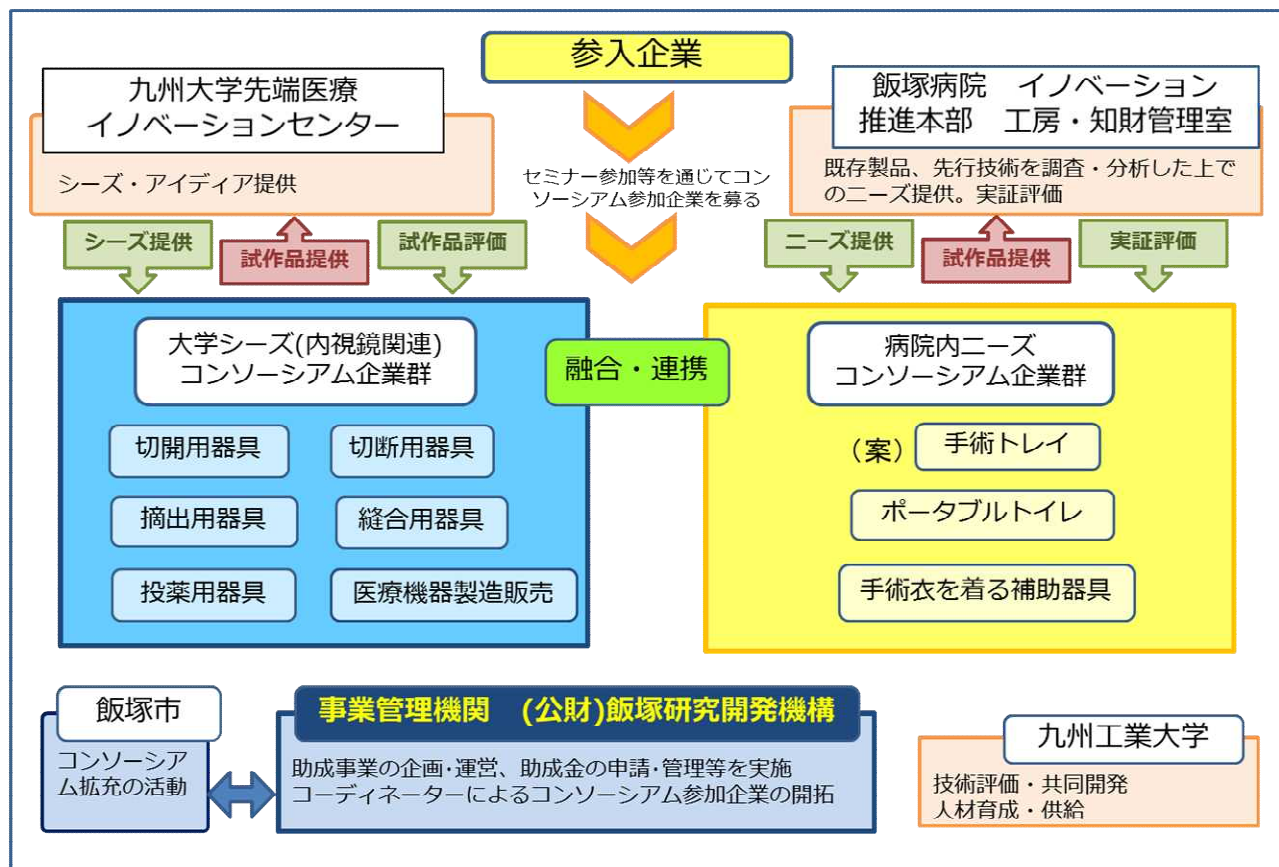 参入企業
九州大学先端医療
イノベーションセンター
シーズ・アイディア提供
セミナー参加等を通じてコン
ソーシアム参加企業を募る
飯塚病院　イノベーション
推進本部　工房・知財管理室
既存製品、先行技術を調査・分析した上で
のニーズ提供。実証評価
シーズ提供
試作品提供
試作品評価
ニーズ提供
試作品提供
実証評価
大学シーズ(内視鏡関連)
コンソーシアム企業群
融合・連携
病院内ニーズ
コンソーシアム企業群
切開用器具
切断用器具
摘出用器具
縫合用器具
投薬用器具
医療機器製造販売
（案）
手術トレイ
ポータブルトイレ
手術衣を着る補助器具
飯塚市
コンソーシア
ム拡充の活動
事業管理機関　(公財)飯塚研究開発機構
助成事業の企画･運営、助成金の申請･管理等を実施
コーディネーターによるコンソーシアム参加企業の開拓
九州工業大学
技術評価・共同開発
人材育成・供給